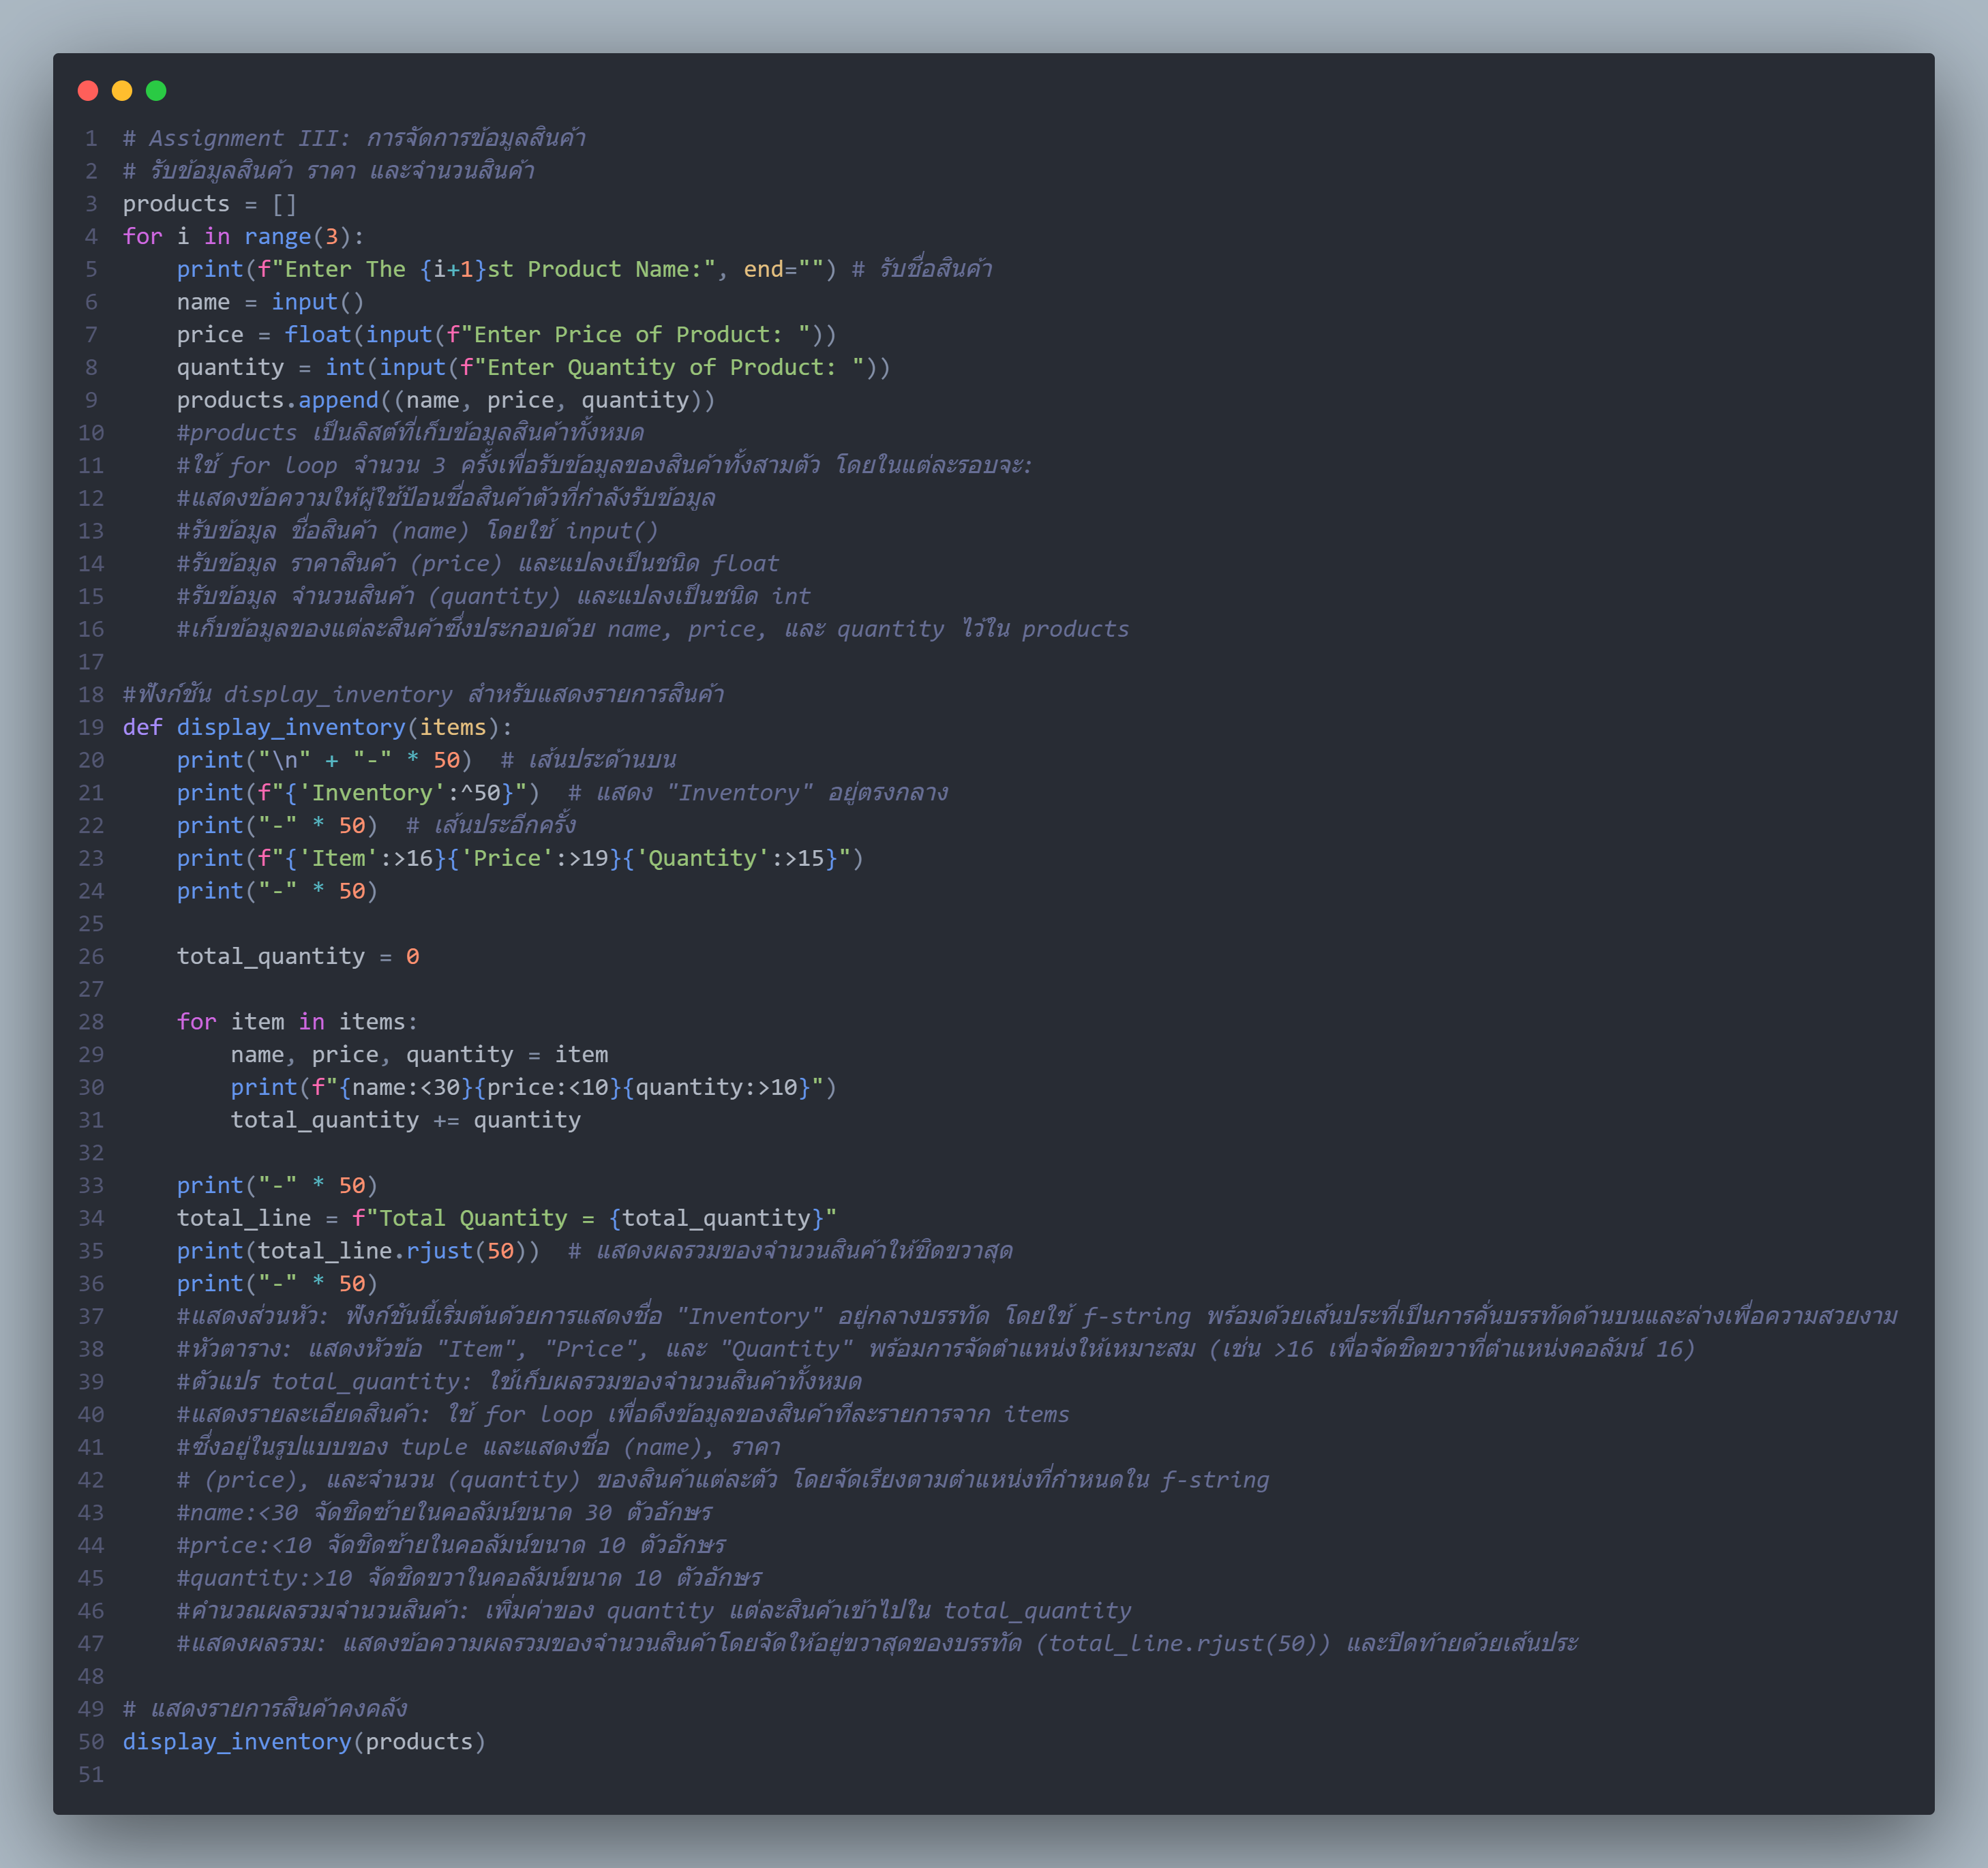 1 # Assignment III: การจัดการข้อมูลสินค้า
2 # รับข้อมูลสินค้า ราคา และจำนวนสินค้า
3 products = []
4 for i in range(3):
5     print(f"Enter The {i+1}st Product Name:", end="") # รับชื่อสินค้า
6     name = input()
7     price = float(input(f"Enter Price of Product: "))
8     quantity = int(input(f"Enter Quantity of Product: "))
9     products.append((name, price, quantity))
10     #products เป็นลิสต์ที่เก็บข้อมูลสินค้าทั้งหมด
11     #ใช้ for loop จำนวน 3 ครั้งเพื่อรับข้อมูลของสินค้าทั้งสามตัว โดยในแต่ละรอบจะ:
12     #แสดงข้อความให้ผู้ใช้ป้อนชื่อสินค้าตัวที่กำลังรับข้อมูล
13     #รับข้อมูล ชื่อสินค้า (name) โดยใช้ input()
14     #รับข้อมูล ราคาสินค้า (price) และแปลงเป็นชนิด float
15     #รับข้อมูล จำนวนสินค้า (quantity) และแปลงเป็นชนิด int
16     #เก็บข้อมูลของแต่ละสินค้าซึ่งประกอบด้วย name, price, และ quantity ไว้ใน products
17
18 #ฟังก์ชัน display_inventory สำหรับแสดงรายการสินค้า
19 def display_inventory(items):
20     print("\n" + "-" * 50)  # เส้นประด้านบน
21     print(f"{'Inventory':^50}")  # แสดง "Inventory" อยู่ตรงกลาง
22     print("-" * 50)  # เส้นประอีกครั้ง
23     print(f"{'Item':>16}{'Price':>19}{'Quantity':>15}")
24     print("-" * 50)
25
26     total_quantity = 0
27
28     for item in items:
29         name, price, quantity = item
30         print(f"{name:<30}{price:<10}{quantity:>10}")
31         total_quantity += quantity
32
33     print("-" * 50)
34     total_line = f"Total Quantity = {total_quantity}"
35     print(total_line.rjust(50))  # แสดงผลรวมของจำนวนสินค้าให้ชิดขวาสุด
36     print("-" * 50)
37     #แสดงส่วนหัว: ฟังก์ชันนี้เริ่มต้นด้วยการแสดงชื่อ "Inventory" อยู่กลางบรรทัด โดยใช้ f-string พร้อมด้วยเส้นประที่เป็นการคั่นบรรทัดด้านบนและล่างเพื่อความสวยงาม
38     #หัวตาราง: แสดงหัวข้อ "Item", "Price", และ "Quantity" พร้อมการจัดตำแหน่งให้เหมาะสม (เช่น >16 เพื่อจัดชิดขวาที่ตำแหน่งคอลัมน์ 16)
39     #ตัวแปร total_quantity: ใช้เก็บผลรวมของจำนวนสินค้าทั้งหมด
40     #แสดงรายละเอียดสินค้า: ใช้ for loop เพื่อดึงข้อมูลของสินค้าทีละรายการจาก items
41     #ซึ่งอยู่ในรูปแบบของ tuple และแสดงชื่อ (name), ราคา
42     # (price), และจำนวน (quantity) ของสินค้าแต่ละตัว โดยจัดเรียงตามตำแหน่งที่กำหนดใน f-string
43     #name:<30 จัดชิดซ้ายในคอลัมน์ขนาด 30 ตัวอักษร
44     #price:<10 จัดชิดซ้ายในคอลัมน์ขนาด 10 ตัวอักษร
45     #quantity:>10 จัดชิดขวาในคอลัมน์ขนาด 10 ตัวอักษร
46     #คำนวณผลรวมจำนวนสินค้า: เพิ่มค่าของ quantity แต่ละสินค้าเข้าไปใน total_quantity
47     #แสดงผลรวม: แสดงข้อความผลรวมของจำนวนสินค้าโดยจัดให้อยู่ขวาสุดของบรรทัด (total_line.rjust(50)) และปิดท้ายด้วยเส้นประ
48
49 # แสดงรายการสินค้าคงคลัง
50 display_inventory(products)
51